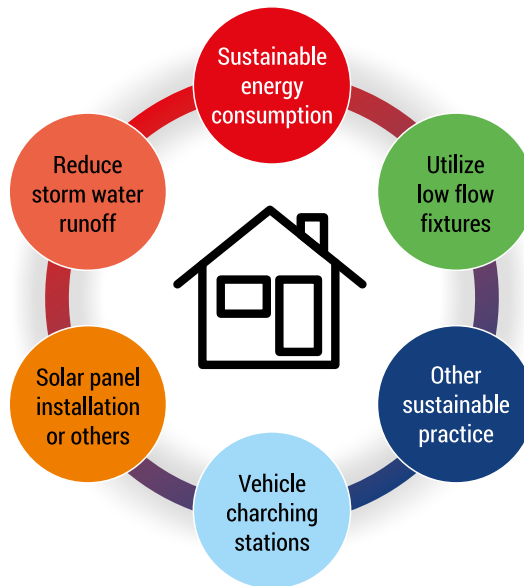 Sustainable
energy
consumption
Utilize
low flow
fixtures
Other
sustainable
practice
Vehicle
charching
stations
Solar panel
installation
or others
Reduce
storm water
runoff